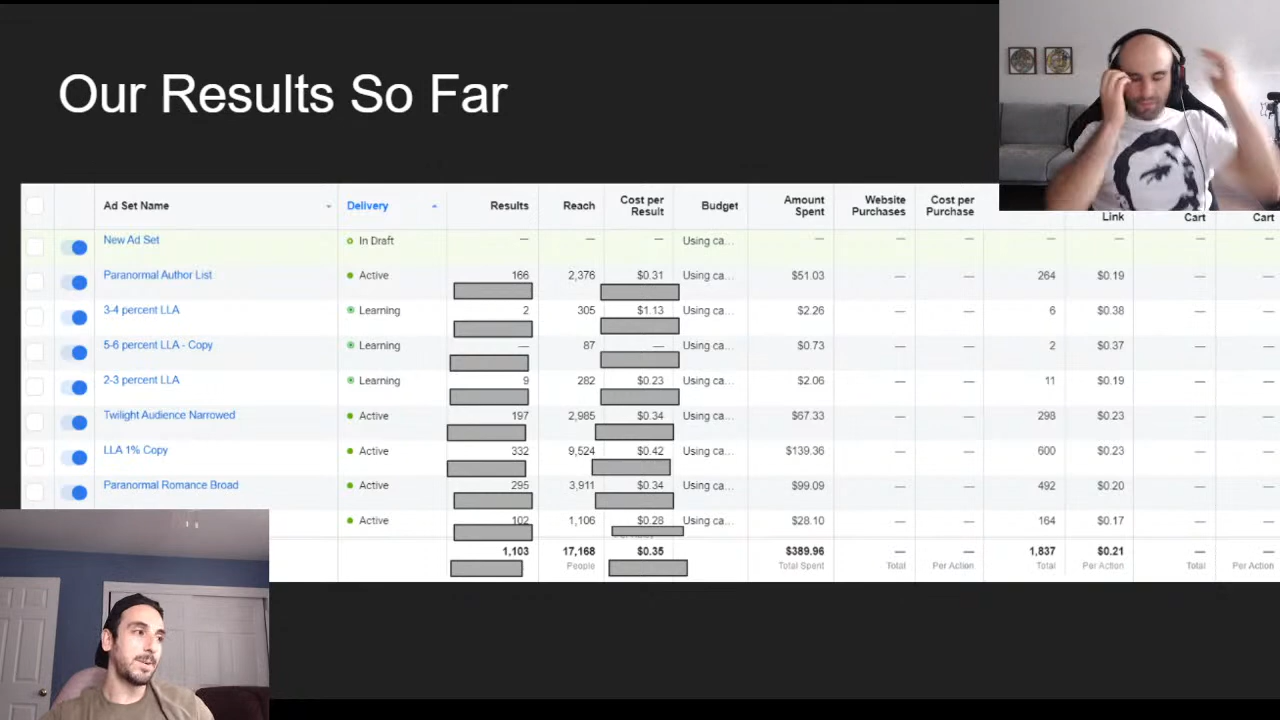 Our Results So Far
Ad Set Name Delivery Results Reach Cost per Result Budget Amount Spent Website Purchases Cost per Purchase Link Cart Cart
New Ad Set In Draft — — — Using ca... — — — — — — —
Paranormal Author List Active 166 2,376 $0.31 Using ca... $51.03 — — 264 $0.19 — —
3-4 percent LLA Learning 2 305 $1.13 Using ca... $2.26 — — 6 $0.38 — —
5-6 percent LLA - Copy Learning — 87 — Using ca... $0.73 — — 2 $0.37 — —
2-3 percent LLA Learning 9 282 $0.23 Using ca... $2.06 — — 11 $0.19 — —
Twilight Audience Narrowed Active 197 2,985 $0.34 Using ca... $67.33 — — 298 $0.23 — —
LLA 1% Copy Active 332 9,524 $0.42 Using ca... $139.36 — — 600 $0.23 — —
Paranormal Romance Broad Active 295 3,911 $0.34 Using ca... $99.09 — — 492 $0.20 — —
Active 102 1,106 $0.28 Using ca... $28.10 — — 164 $0.17 — —
1,103 17,168 $0.35 $389.96 — — 1,837 $0.21 — —
People Total Spent Total Per Action Total Per Action Total Per Action